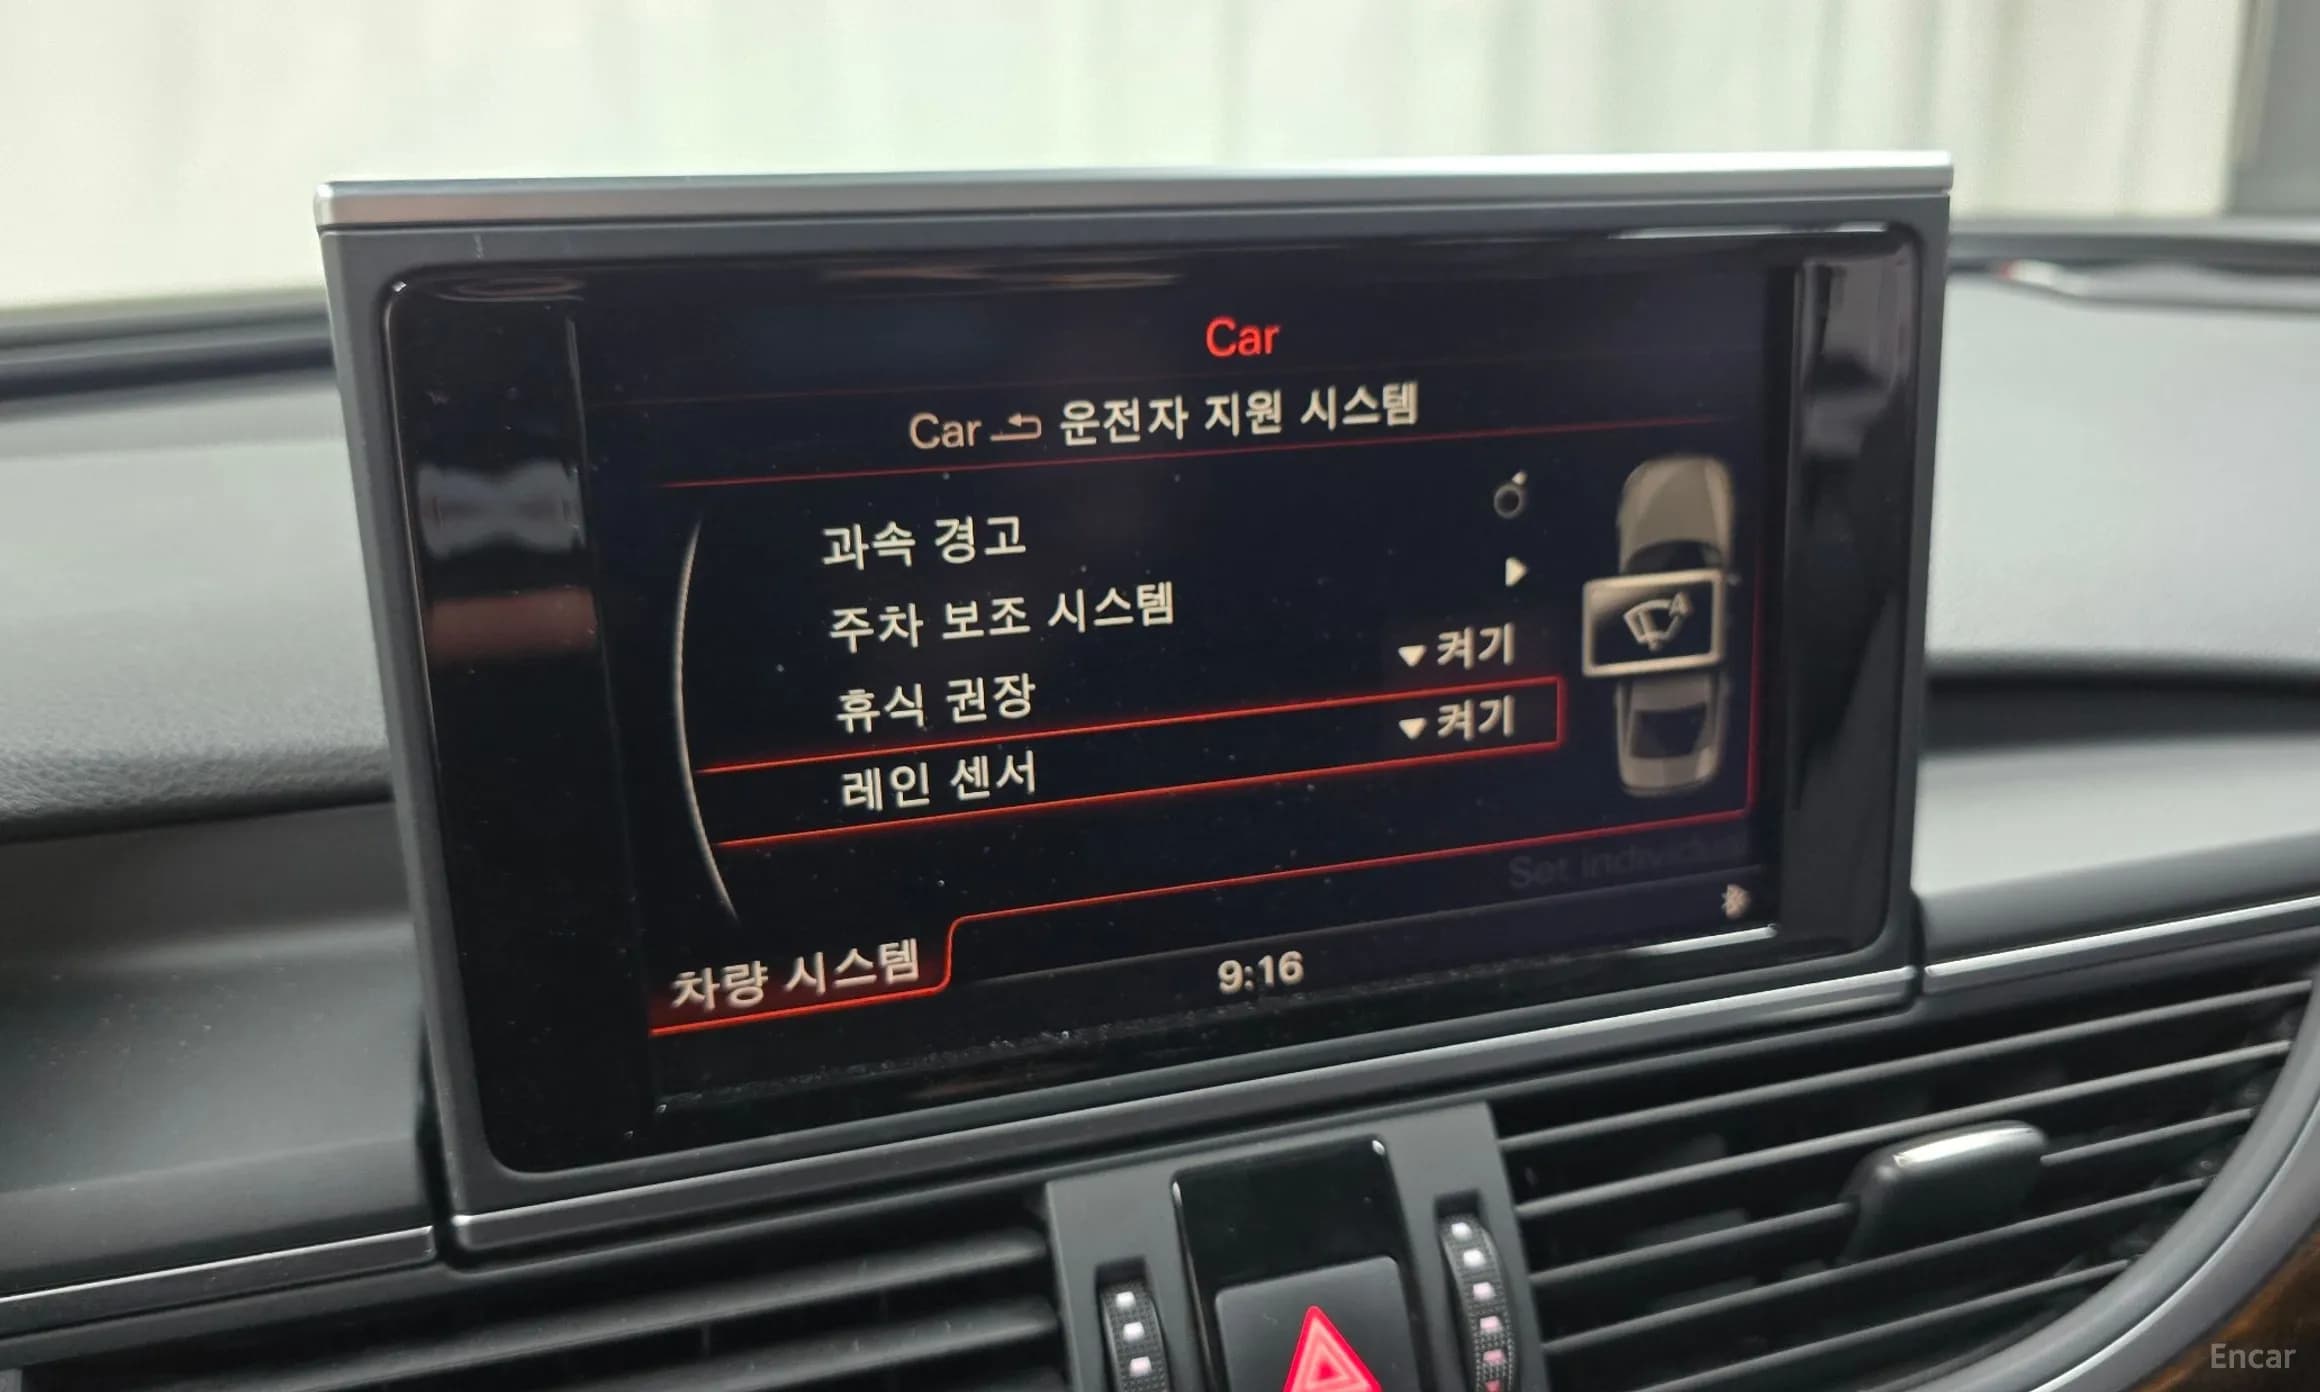 Car
Car 운전자 지원 시스템
과속 경고
주차 보조 시스템
휴식 권장 켜기
레인 센서 켜기
A
Set individual
차량 시스템 9:16
Encar